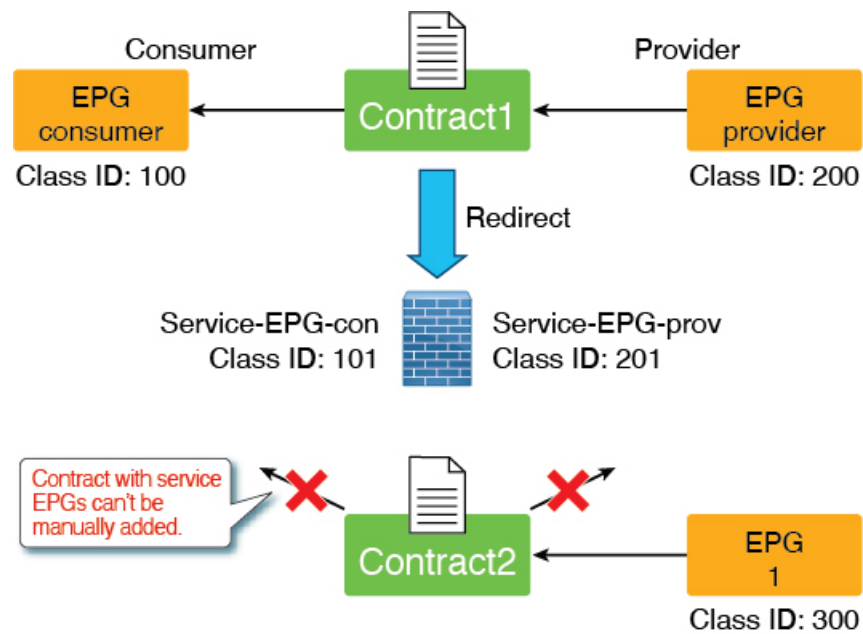 Consumer
Provider
EPG
consumer
Contract1
EPG
provider
Class ID: 100
Class ID: 200
Redirect
Service-EPG-con
Class ID: 101
Service-EPG-prov
Class ID: 201
Contract with service
EPGs can't be
manually added.
Contract2
EPG
1
Class ID: 300